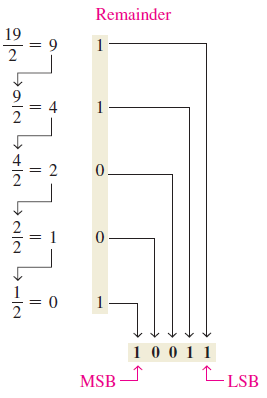 Remainder
19/2 = 9 1
9/2 = 4 1
4/2 = 2 0
2/2 = 1 0
1/2 = 0 1
1 0 0 1 1
MSB LSB